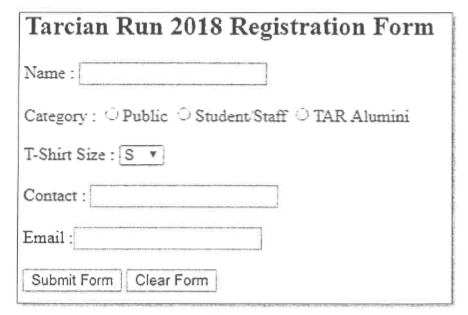 Tarcian Run 2018 Registration Form
Name :
Category : Public Student/Staff TAR Alumini
T-Shirt Size : S
Contact :
Email :
Submit Form Clear Form